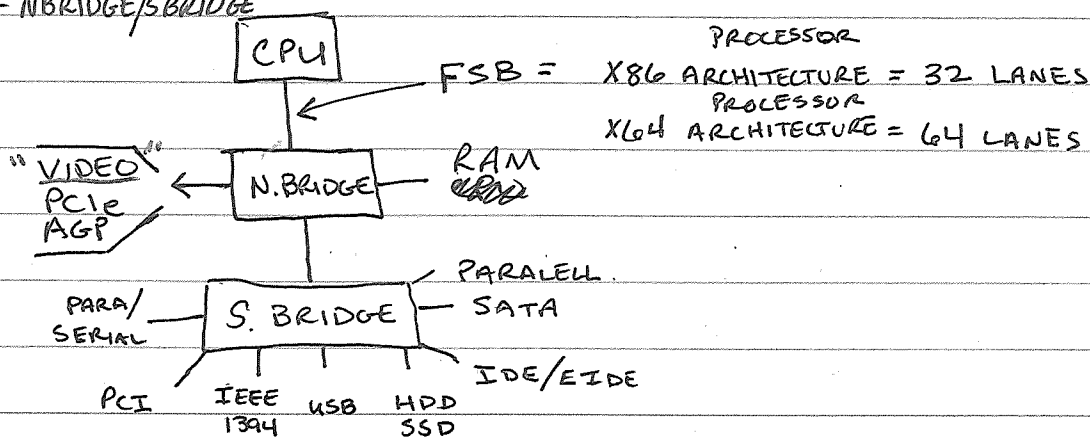 - NBRIDGE/SBRIDGE
CPU
FSB =
PROCESSOR
X86 ARCHITECTURE = 32 LANES
PROCESSOR
X64 ARCHITECTURE = 64 LANES
"VIDEO"
PCIe
AGP
N. BRIDGE
RAM
PARALELL.
PARA/
SERIAL
S. BRIDGE
SATA
IDE/EIDE
PCI
IEEE
1394
USB
HDD
SSD